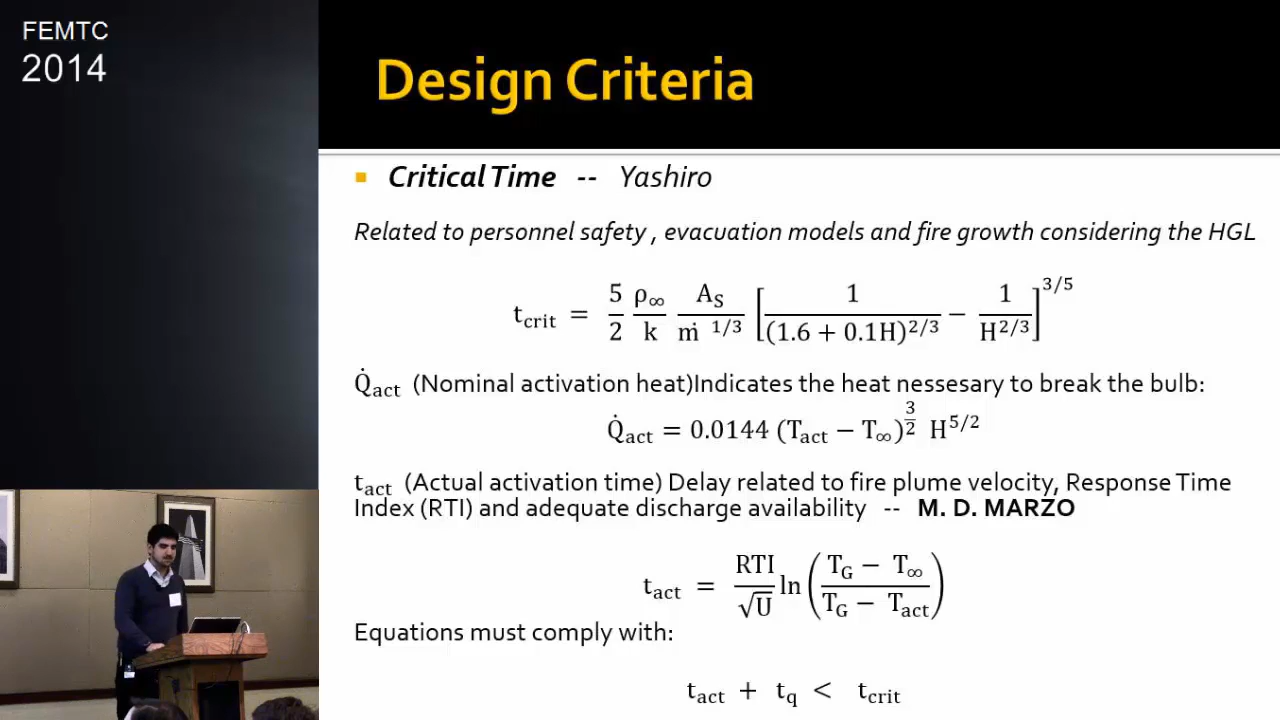 FEMTC
2014
Design Criteria
Critical Time -- Yashiro
Related to personnel safety , evacuation models and fire growth considering the HGL
t_crit = 5/2 ρ∞/k A_S/ṁ^1/3 [1/(1.6 + 0.1H)^2/3 − 1/H^2/3]^3/5
Q̇_act (Nominal activation heat)Indicates the heat nessesary to break the bulb:
Q̇_act = 0.0144 (T_act − T∞)^3/2 H^5/2
t_act (Actual activation time) Delay related to fire plume velocity, Response Time
Index (RTI) and adequate discharge availability -- M. D. MARZO
t_act = RTI/√U ln((T_G − T∞)/(T_G − T_act))
Equations must comply with:
t_act + t_q < t_crit